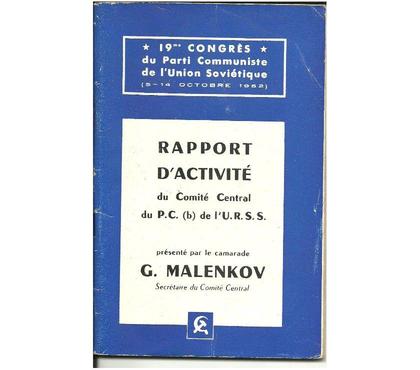 ★ 19me CONGRÈS ★
du Parti Communiste
de l'Union Soviétique
(5-14 OCTOBRE 1952)
RAPPORT
D'ACTIVITÉ
du Comité Central
du P.C. (b) de l'U.R.S.S.
présenté par le camarade
G. MALENKOV
Secrétaire du Comité Central